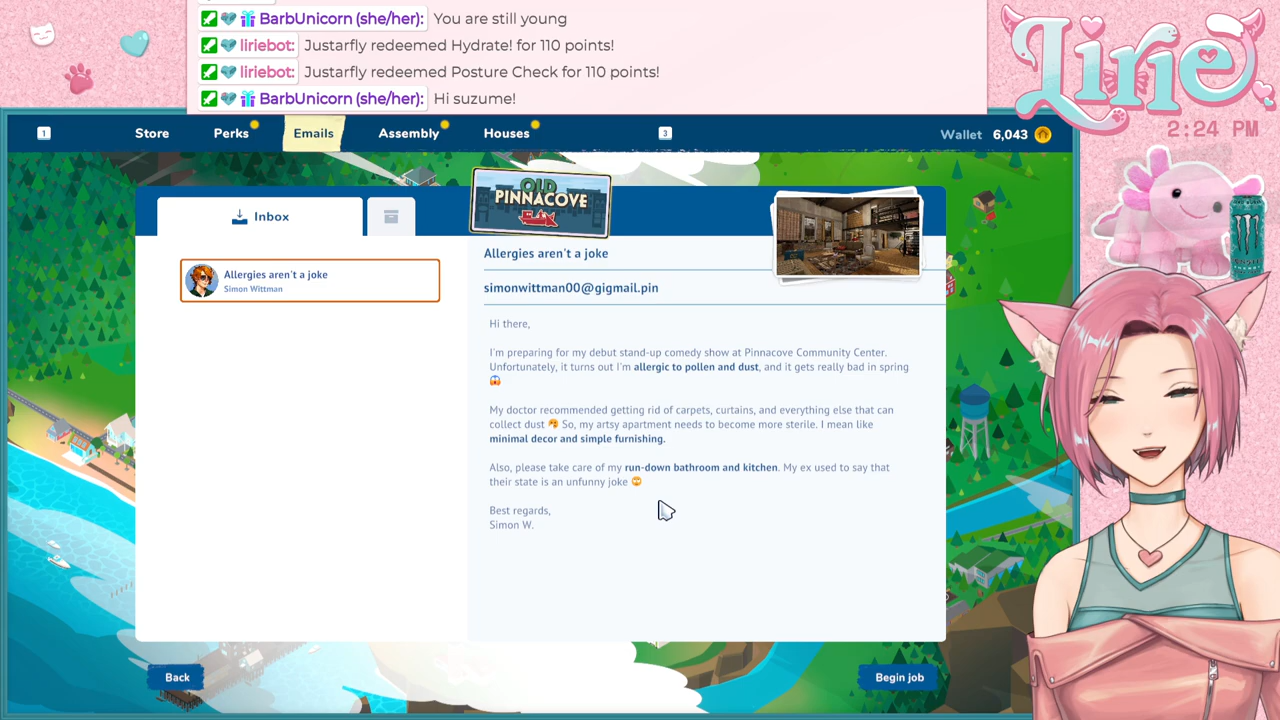 BarbUnicorn (she/her): You are still young
liriebot: Justarfly redeemed Hydrate! for 110 points!
liriebot: Justarfly redeemed Posture Check for 110 points!
BarbUnicorn (she/her): Hi suzume!
Lirie
2:24 PM
1 Store Perks Emails Assembly Houses 3 Wallet 6,043
Inbox
OLD
PINNACOVE
Allergies aren't a joke
Simon Wittman
Allergies aren't a joke
simonwittman00@gigmail.pin
Hi there,
I'm preparing for my debut stand-up comedy show at Pinnacove Community Center.
Unfortunately, it turns out I'm allergic to pollen and dust, and it gets really bad in spring
😱
My doctor recommended getting rid of carpets, curtains, and everything else that can
collect dust 🤧 So, my artsy apartment needs to become more sterile. I mean like
minimal decor and simple furnishing.
Also, please take care of my run-down bathroom and kitchen. My ex used to say that
their state is an unfunny joke 🙄
Best regards,
Simon W.
Back
Begin job